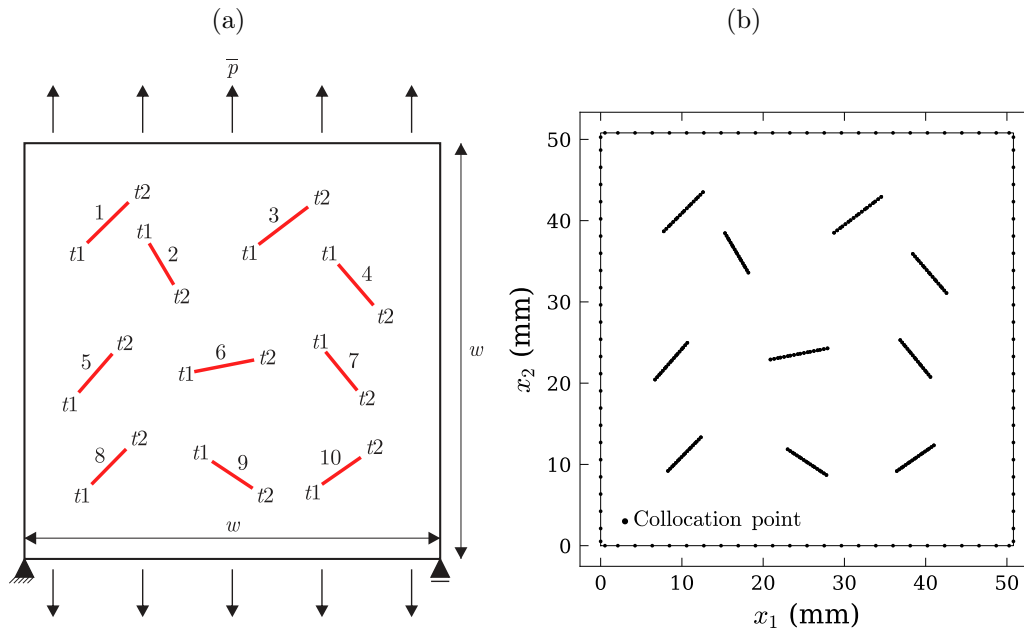 (a)
p̅
t2
1
t1
t1
2
t2
t2
3
t1
t1
4
t2
w
t2
5
t1
t2
6
t1
t1
7
t2
t2
8
t1
t1
9
t2
t2
10
t1
w
(b)
50
40
30
20
10
0
x₂ (mm)
Collocation point
0 10 20 30 40 50
x₁ (mm)